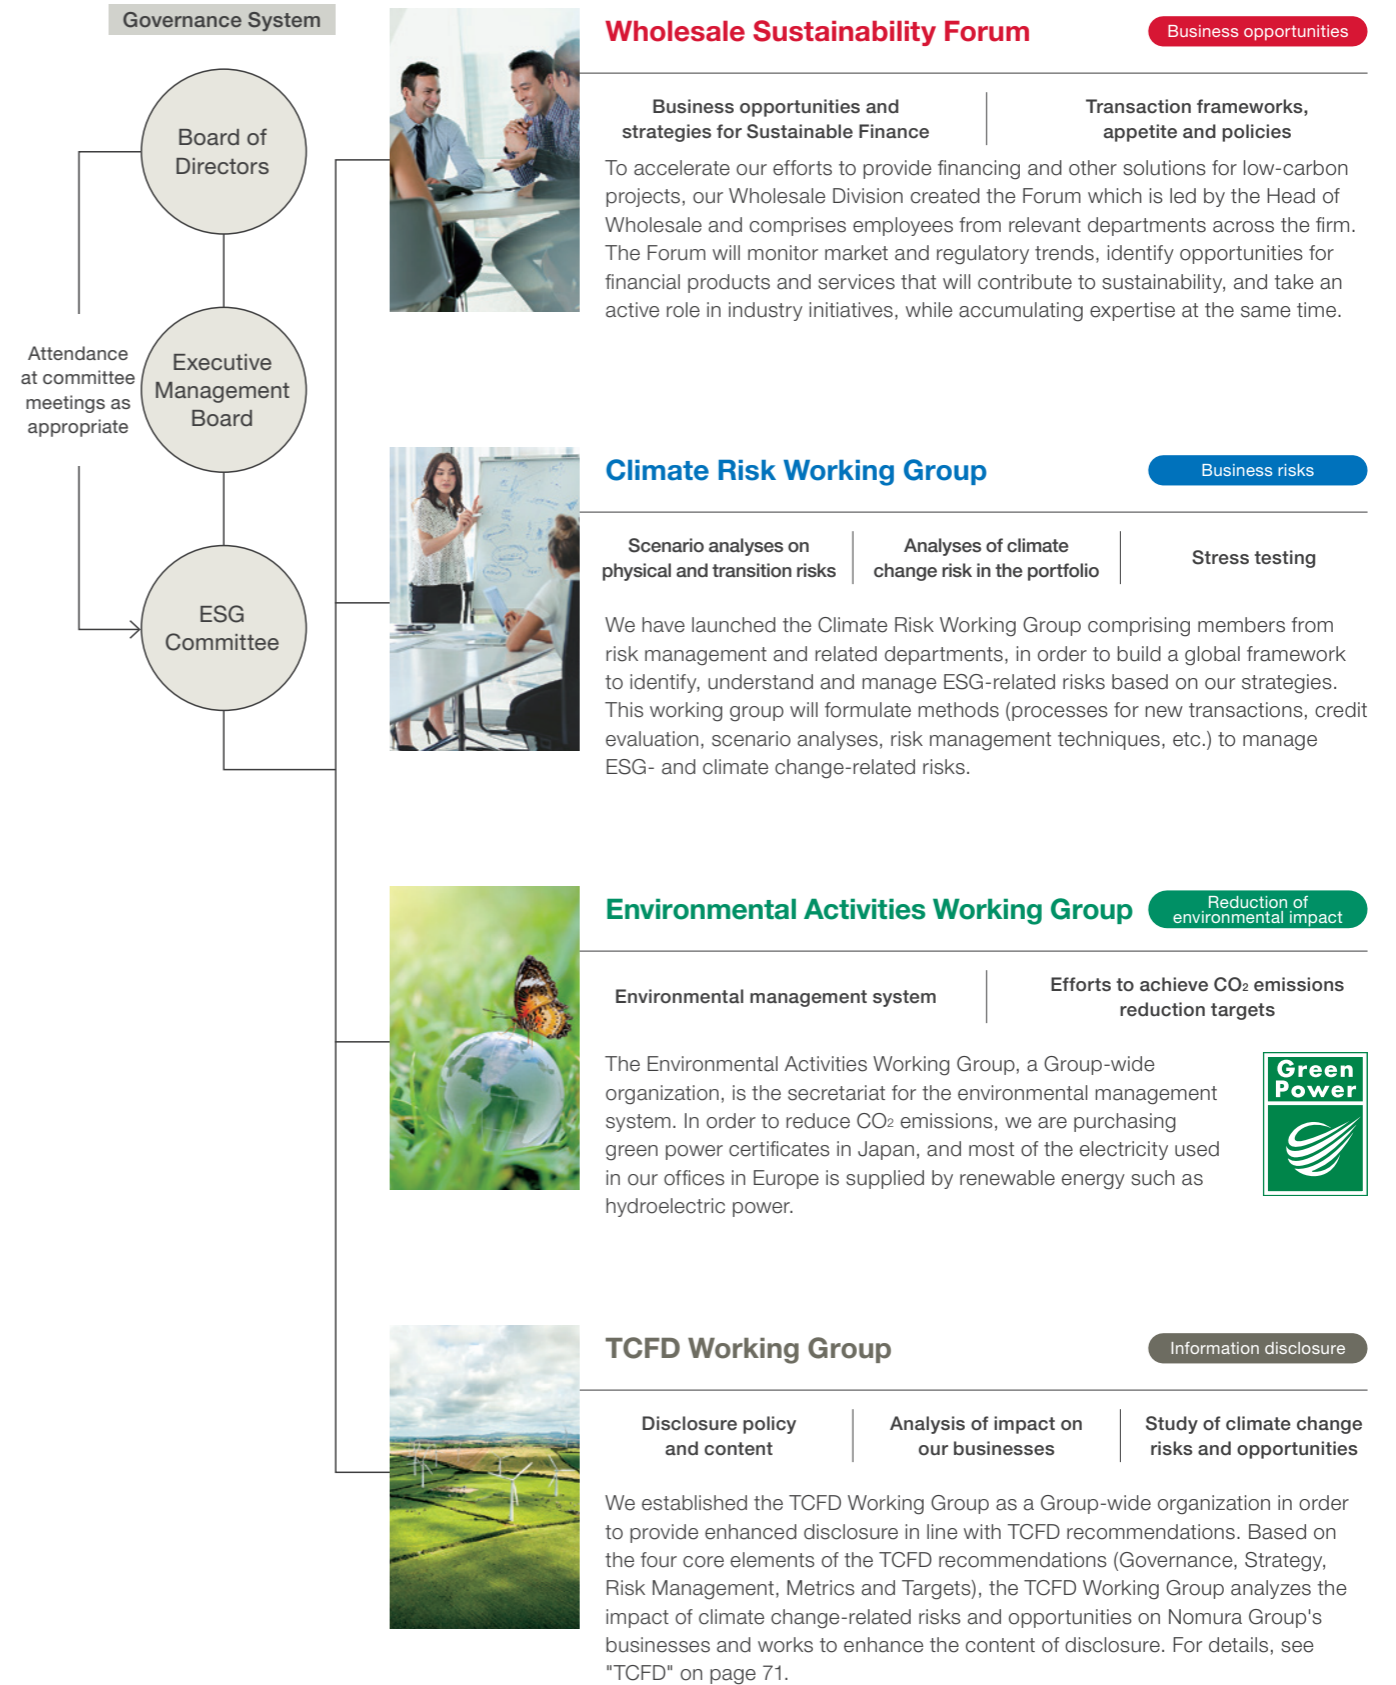 Governance System
Board of
Directors
Attendance
at committee
meetings as
appropriate
Executive
Management
Board
ESG
Committee
Wholesale Sustainability Forum
Business opportunities
Business opportunities and
strategies for Sustainable Finance
Transaction frameworks,
appetite and policies
To accelerate our efforts to provide financing and other solutions for low-carbon
projects, our Wholesale Division created the Forum which is led by the Head of
Wholesale and comprises employees from relevant departments across the firm.
The Forum will monitor market and regulatory trends, identify opportunities for
financial products and services that will contribute to sustainability, and take an
active role in industry initiatives, while accumulating expertise at the same time.
Climate Risk Working Group
Business risks
Scenario analyses on
physical and transition risks
Analyses of climate
change risk in the portfolio
Stress testing
We have launched the Climate Risk Working Group comprising members from
risk management and related departments, in order to build a global framework
to identify, understand and manage ESG-related risks based on our strategies.
This working group will formulate methods (processes for new transactions, credit
evaluation, scenario analyses, risk management techniques, etc.) to manage
ESG- and climate change-related risks.
Environmental Activities Working Group
Reduction of
environmental impact
Environmental management system
Efforts to achieve CO₂ emissions
reduction targets
The Environmental Activities Working Group, a Group-wide
organization, is the secretariat for the environmental management
system. In order to reduce CO₂ emissions, we are purchasing
green power certificates in Japan, and most of the electricity used
in our offices in Europe is supplied by renewable energy such as
hydroelectric power.
Green
Power
TCFD Working Group
Information disclosure
Disclosure policy
and content
Analysis of impact on
our businesses
Study of climate change
risks and opportunities
We established the TCFD Working Group as a Group-wide organization in order
to provide enhanced disclosure in line with TCFD recommendations. Based on
the four core elements of the TCFD recommendations (Governance, Strategy,
Risk Management, Metrics and Targets), the TCFD Working Group analyzes the
impact of climate change-related risks and opportunities on Nomura Group's
businesses and works to enhance the content of disclosure. For details, see
"TCFD" on page 71.